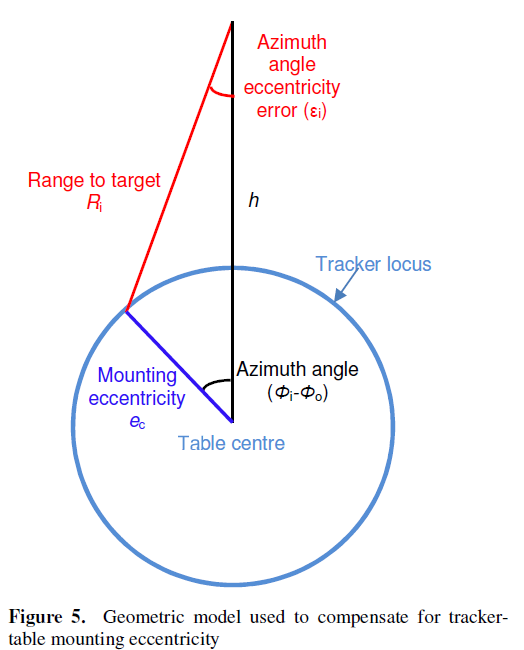 Azimuth
angle
eccentricity
error (εi)
Range to target
Ri
h
Tracker locus
Mounting
eccentricity
ec
Azimuth angle
(Φi-Φo)
Table centre
Figure 5. Geometric model used to compensate for tracker-
table mounting eccentricity